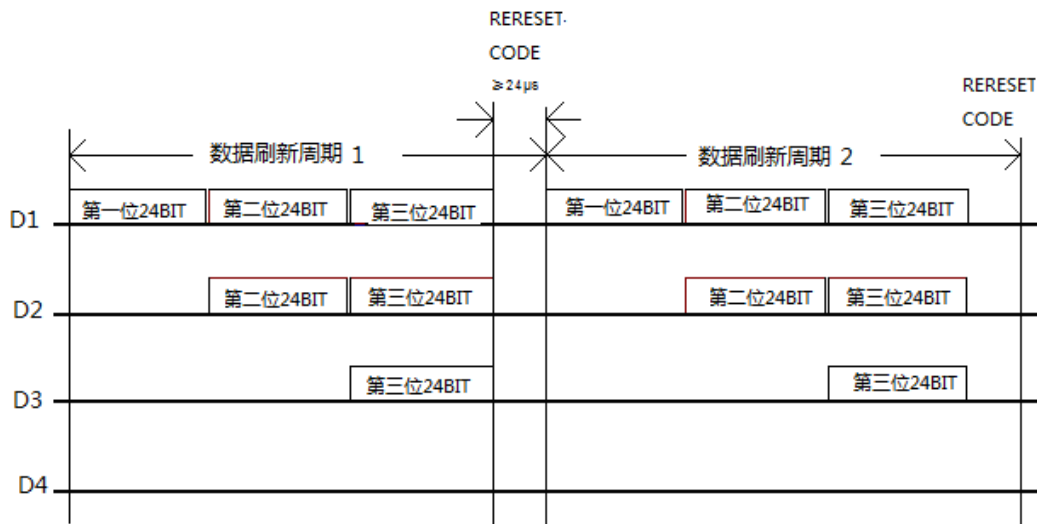 RERESET
CODE
≥24μs
RERESET
CODE
数据刷新周期 1
数据刷新周期 2
D1
第一位24BIT
第二位24BIT
第三位24BIT
第一位24BIT
第二位24BIT
第三位24BIT
D2
第二位24BIT
第三位24BIT
第二位24BIT
第三位24BIT
D3
第三位24BIT
第三位24BIT
D4